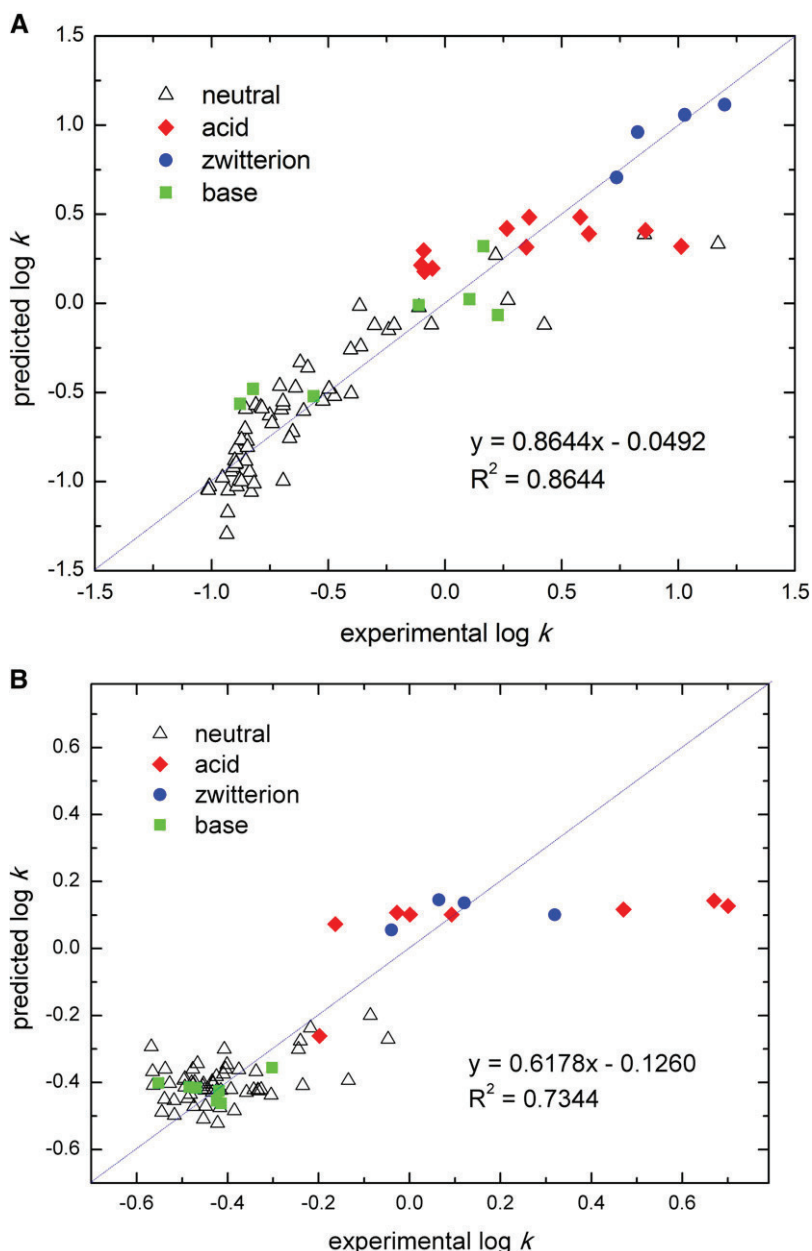 A
1.5
1.0
0.5
0.0
-0.5
-1.0
-1.5
predicted log k
neutral
acid
zwitterion
base
y = 0.8644x - 0.0492
R² = 0.8644
-1.5 -1.0 -0.5 0.0 0.5 1.0 1.5
experimental log k
B
0.6
0.4
0.2
0.0
-0.2
-0.4
-0.6
predicted log k
neutral
acid
zwitterion
base
y = 0.6178x - 0.1260
R² = 0.7344
-0.6 -0.4 -0.2 0.0 0.2 0.4 0.6
experimental log k